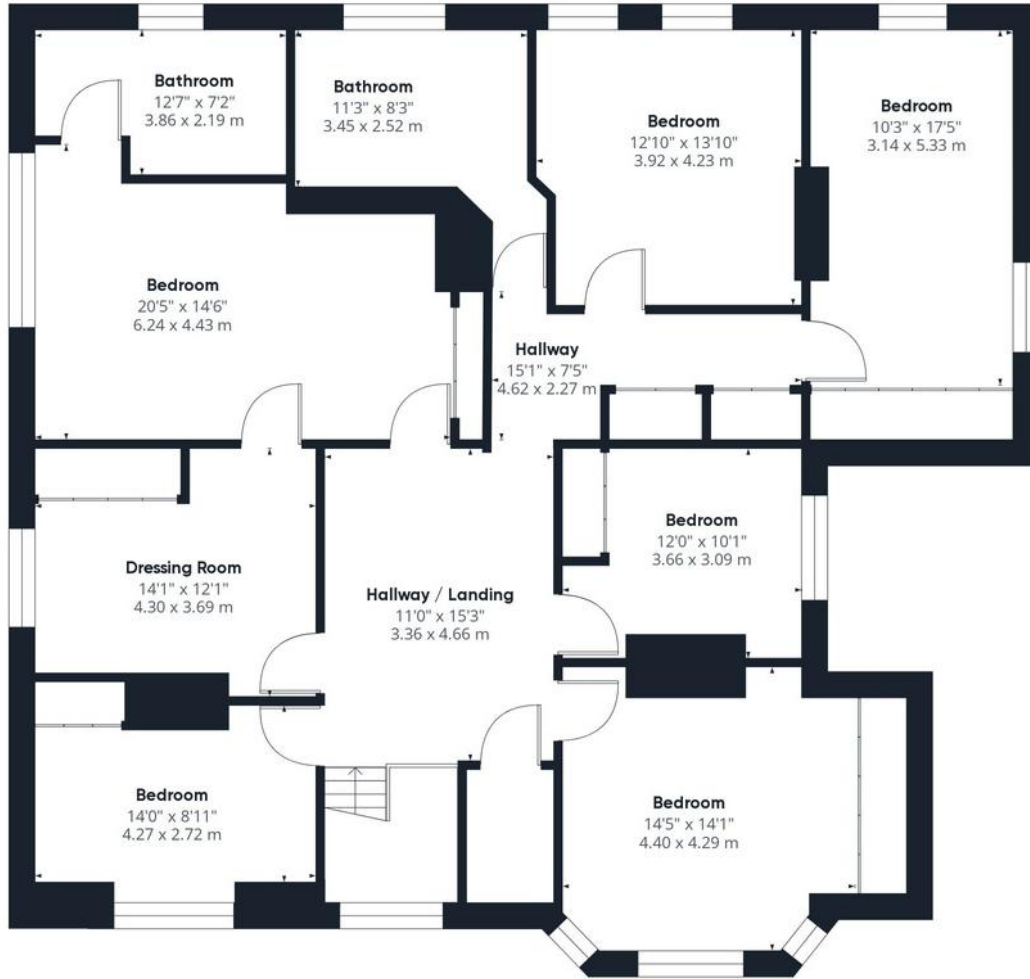 Bathroom
12'7" x 7'2"
3.86 x 2.19 m
Bathroom
11'3" x 8'3"
3.45 x 2.52 m
Bedroom
12'10" x 13'10"
3.92 x 4.23 m
Bedroom
10'3" x 17'5"
3.14 x 5.33 m
Bedroom
20'5" x 14'6"
6.24 x 4.43 m
Hallway
15'1" x 7'5"
4.62 x 2.27 m
Dressing Room
14'1" x 12'1"
4.30 x 3.69 m
Hallway / Landing
11'0" x 15'3"
3.36 x 4.66 m
Bedroom
12'0" x 10'1"
3.66 x 3.09 m
Bedroom
14'0" x 8'11"
4.27 x 2.72 m
Bedroom
14'5" x 14'1"
4.40 x 4.29 m